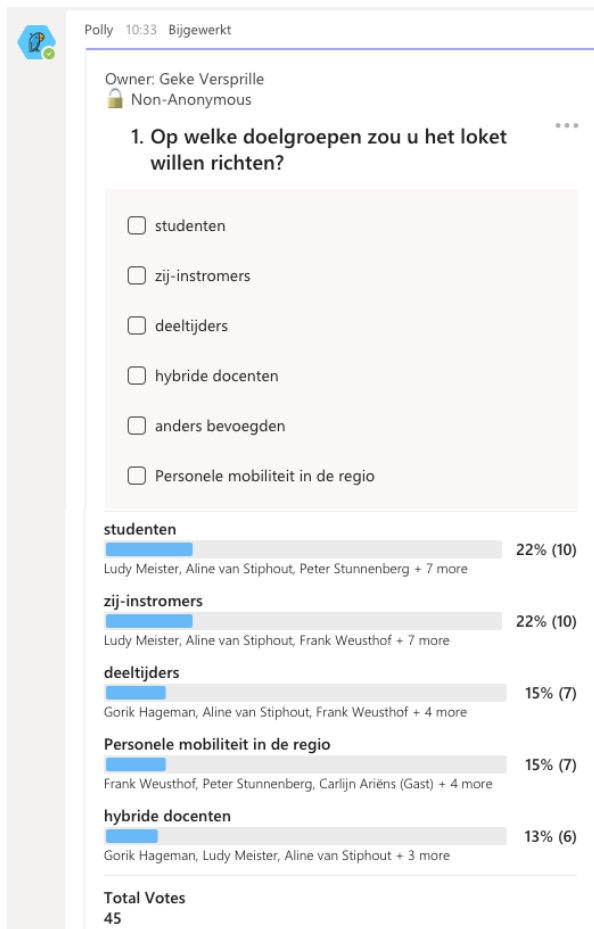 Polly 10:33 Bijgewerkt
Owner: Geke Versprille
Non-Anonymous
1. Op welke doelgroepen zou u het loket
willen richten?
studenten
zij-instromers
deeltijders
hybride docenten
anders bevoegden
Personele mobiliteit in de regio
studenten
22% (10)
Ludy Meister, Aline van Stiphout, Peter Stunnenberg + 7 more
zij-instromers
22% (10)
Ludy Meister, Aline van Stiphout, Frank Weusthof + 7 more
deeltijders
15% (7)
Gorik Hageman, Aline van Stiphout, Frank Weusthof + 4 more
Personele mobiliteit in de regio
15% (7)
Frank Weusthof, Peter Stunnenberg, Carlijn Ariëns (Gast) + 4 more
hybride docenten
13% (6)
Gorik Hageman, Ludy Meister, Aline van Stiphout + 3 more
Total Votes
45